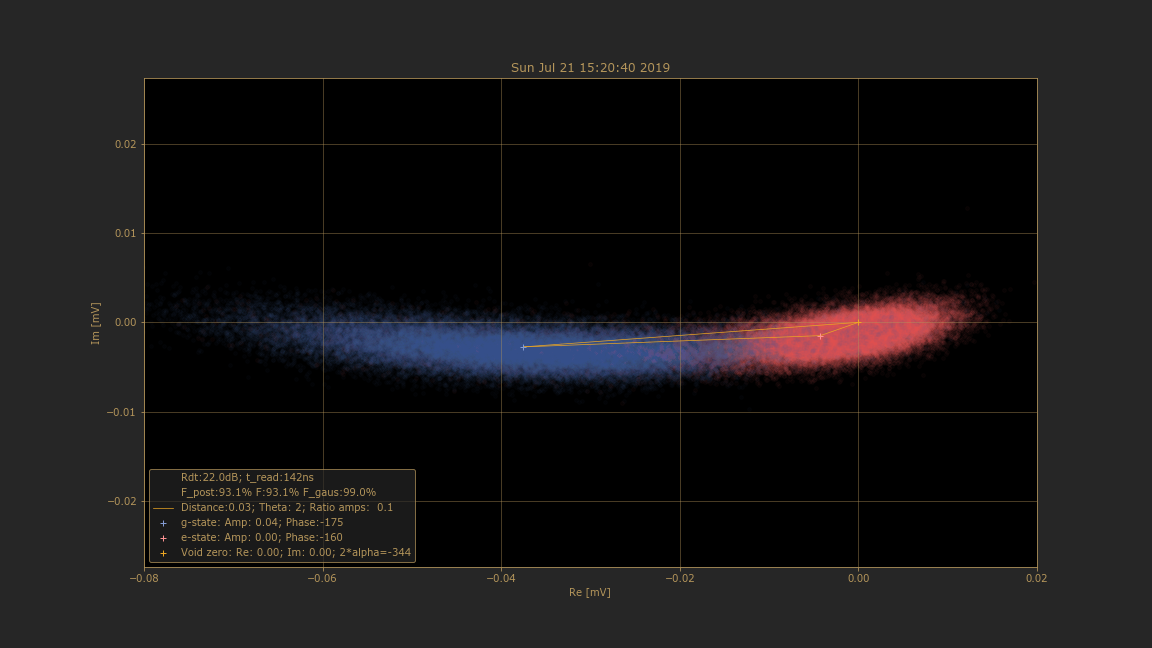 Sun Jul 21 15:20:40 2019
Im [mV]
0.02
0.01
0.00
−0.01
−0.02
Rdt:22.0dB; t_read:142ns
F_post:93.1% F:93.1% F_gaus:99.0%
Distance:0.03; Theta: 2; Ratio amps:  0.1
g-state: Amp: 0.04; Phase:-175
e-state: Amp: 0.00; Phase:-160
Void zero: Re: 0.00; Im: 0.00; 2*alpha=-344
−0.08 −0.06 −0.04 −0.02 0.00 0.02
Re [mV]